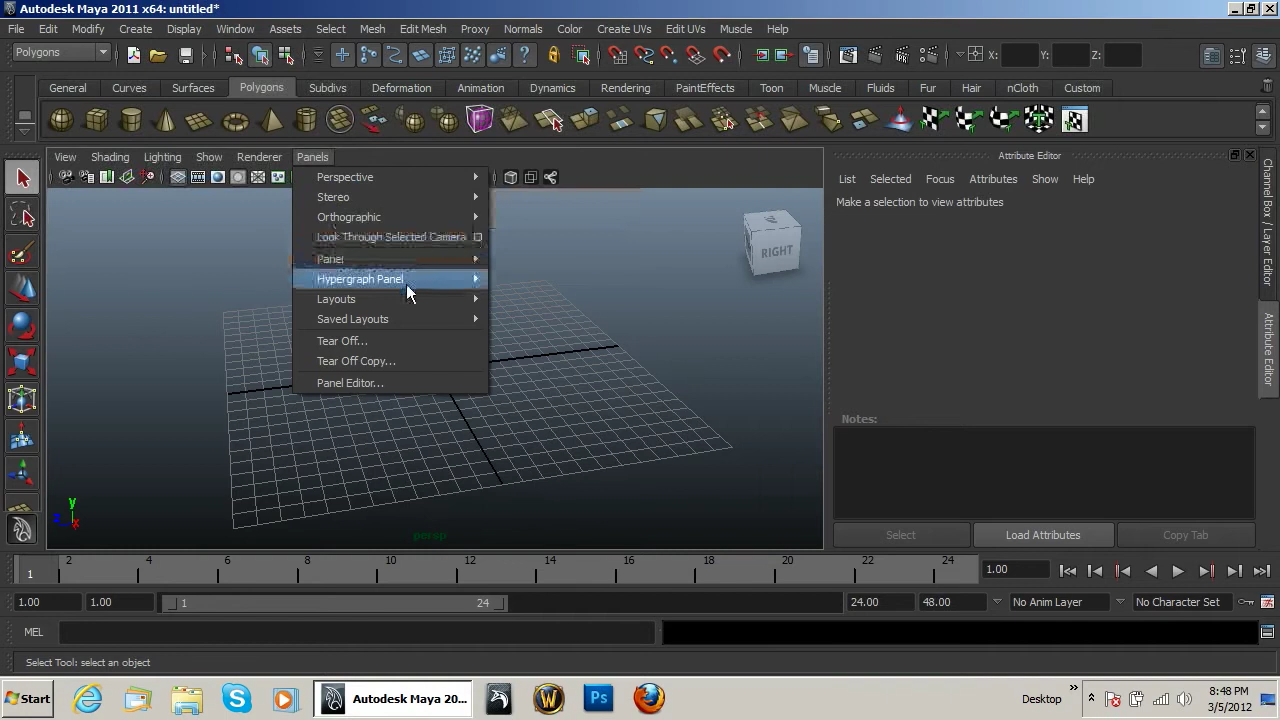 Autodesk Maya 2011 x64: untitled*
File Edit Modify Create Display Window Assets Select Mesh Edit Mesh Proxy Normals Color Create UVs Edit UVs Muscle Help
Polygons X: Y: Z:
General Curves Surfaces Polygons Subdivs Deformation Animation Dynamics Rendering PaintEffects Toon Muscle Fluids Fur Hair nCloth Custom
View Shading Lighting Show Renderer Panels
Attribute Editor
List Selected Focus Attributes Show Help
Make a selection to view attributes
Perspective
Stereo
Orthographic
Look Through Selected Camera
Panel
Hypergraph Panel
Layouts
Saved Layouts
Tear Off...
Tear Off Copy...
Panel Editor...
RIGHT
Channel Box / Layer Editor
Attribute Editor
Notes:
Select Load Attributes Copy Tab
y
x
persp
2 4 6 8 10 12 14 16 18 20 22 24
1 1.00
1.00 1.00 1 24 24.00 48.00 No Anim Layer No Character Set
MEL
Select Tool: select an object
Start Autodesk Maya 20... Ps Desktop » 8:48 PM
3/5/2012